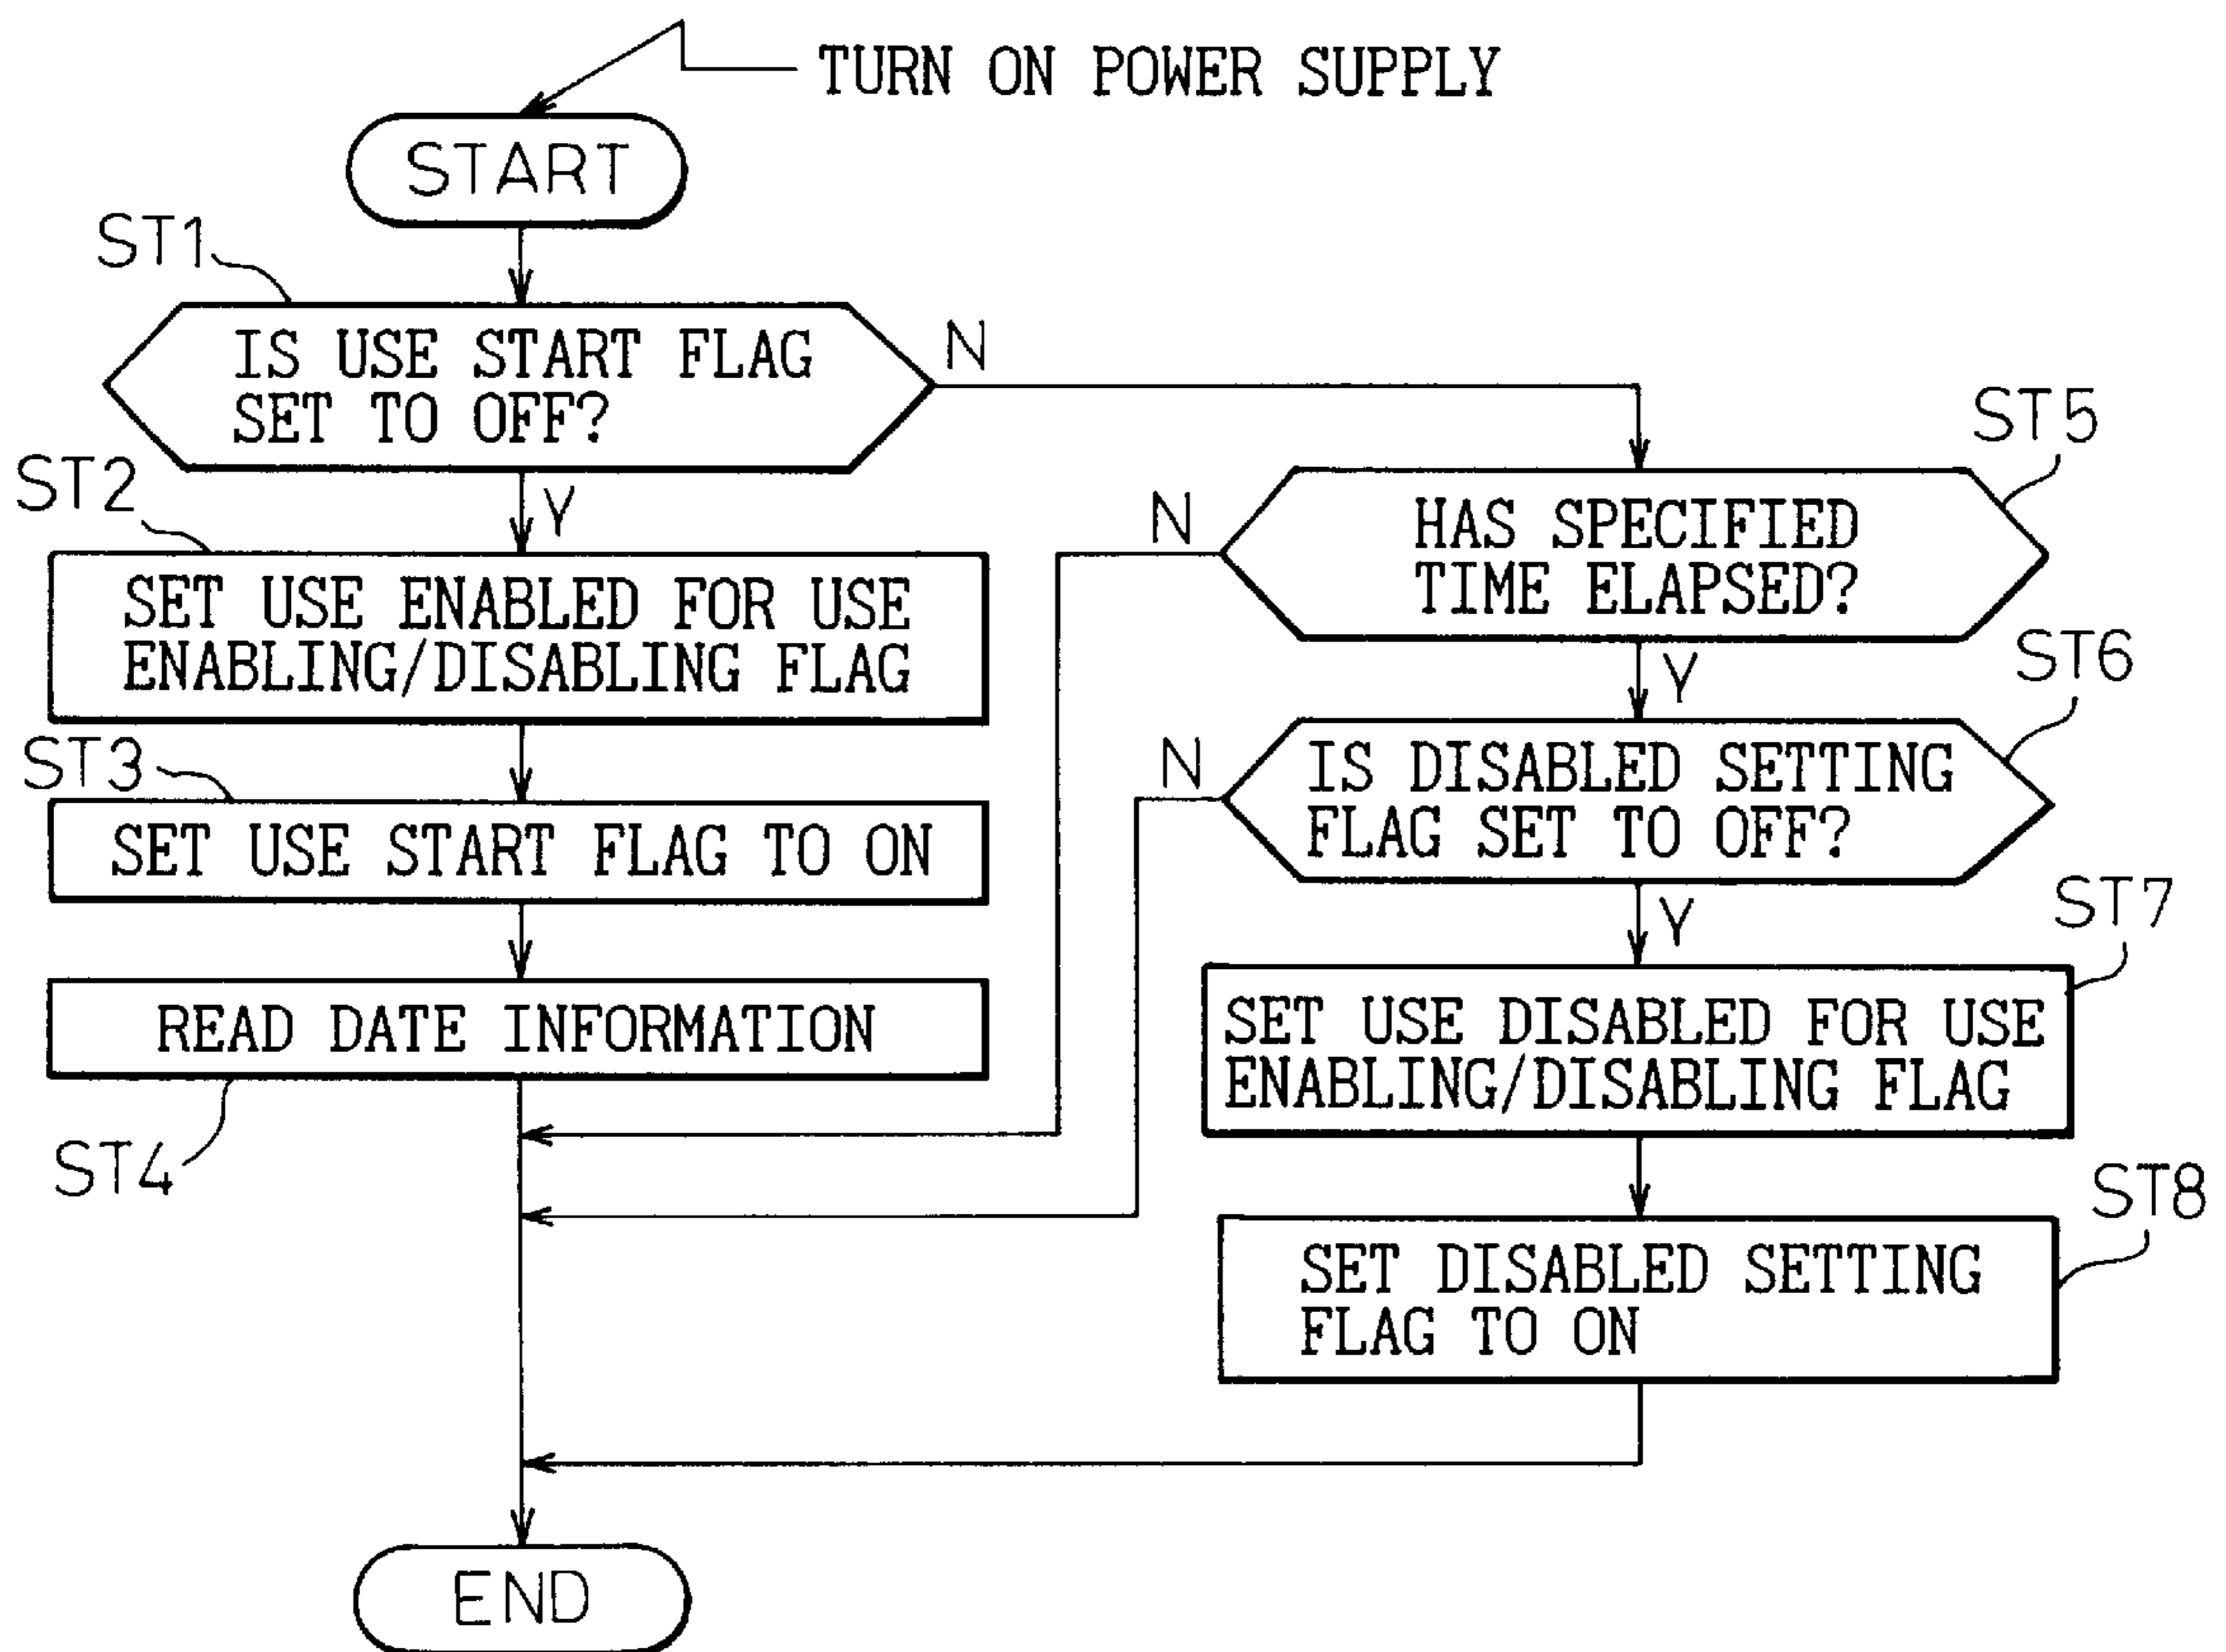 TURN ON POWER SUPPLY
START
ST1
IS USE START FLAG
SET TO OFF?
N
Y
ST2
SET USE ENABLED FOR USE
ENABLING/DISABLING FLAG
ST3
SET USE START FLAG TO ON
READ DATE INFORMATION
ST4
ST5
HAS SPECIFIED
TIME ELAPSED?
N
Y
ST6
IS DISABLED SETTING
FLAG SET TO OFF?
N
Y
ST7
SET USE DISABLED FOR USE
ENABLING/DISABLING FLAG
ST8
SET DISABLED SETTING
FLAG TO ON
END